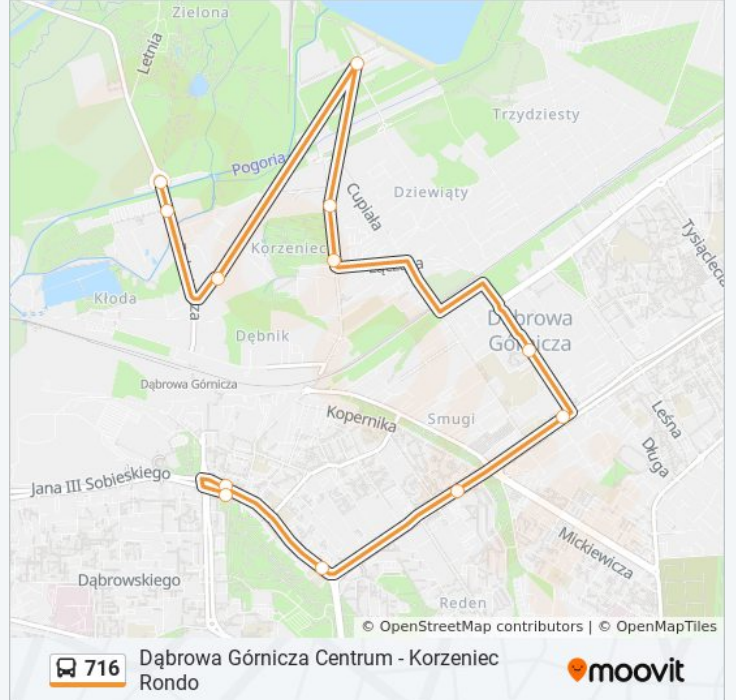 Zielona
Letnia
Trzydziesty
Pogoria
Dziewiąty
Cupiała
Tysiąclecia
Korzeniec
Kłoda
Dąbrowa
Górnicza
Dębnik
Dąbrowa Górnicza
Kopernika
Smugi
Leśna
Długa
Jana III Sobieskiego
Mickiewicza
Dąbrowskiego
Reden
© OpenStreetMap contributors | © OpenMapTiles
716
Dąbrowa Górnicza Centrum - Korzeniec
Rondo
moovit